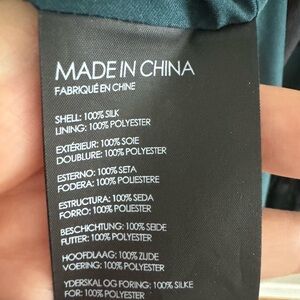 MADE IN CHINA
FABRIQUÉ EN CHINE
SHELL: 100% SILK
LINING: 100% POLYESTER
EXTÉRIEUR: 100% SOIE
DOUBLURE: 100% POLYESTER
ESTERNO: 100% SETA
FODERA: 100% POLIESTERE
ESTRUCTURA: 100% SEDA
FORRO: 100% POLIESTER
BESCHICHTUNG: 100% SEIDE
FUTTER: 100% POLYESTER
HOOFDLAAG: 100% ZIJDE
VOERING: 100% POLYESTER
YDERSKAL OG FORING: 100% SILKE
FOR: 100% POLYESTER